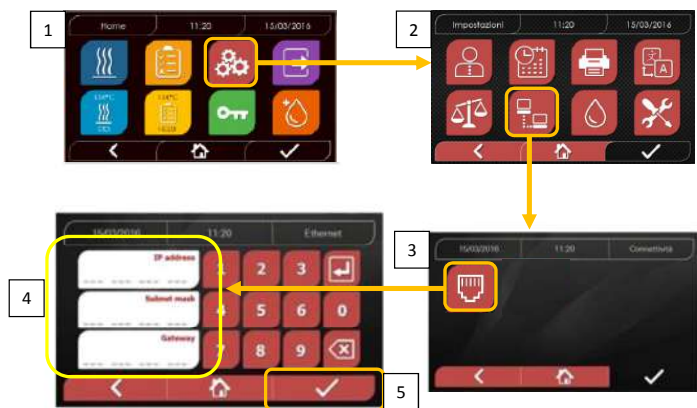 1
Home 11:20 15/03/2016
134°C 134°C
2
Impostazioni 11:20 15/03/2016
A
3
15/03/2016 11:20 Connettività
4
15/03/2016 11:20 Ethernet
IP address
1 2 3
Subnet mask
4 5 6 0
Gateway
7 8 9
5